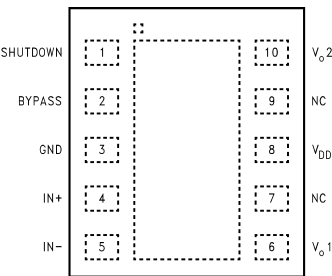 SHUTDOWN 1 10 Vo2
BYPASS 2 9 NC
GND 3 8 VDD
IN+ 4 7 NC
IN- 5 6 Vo1